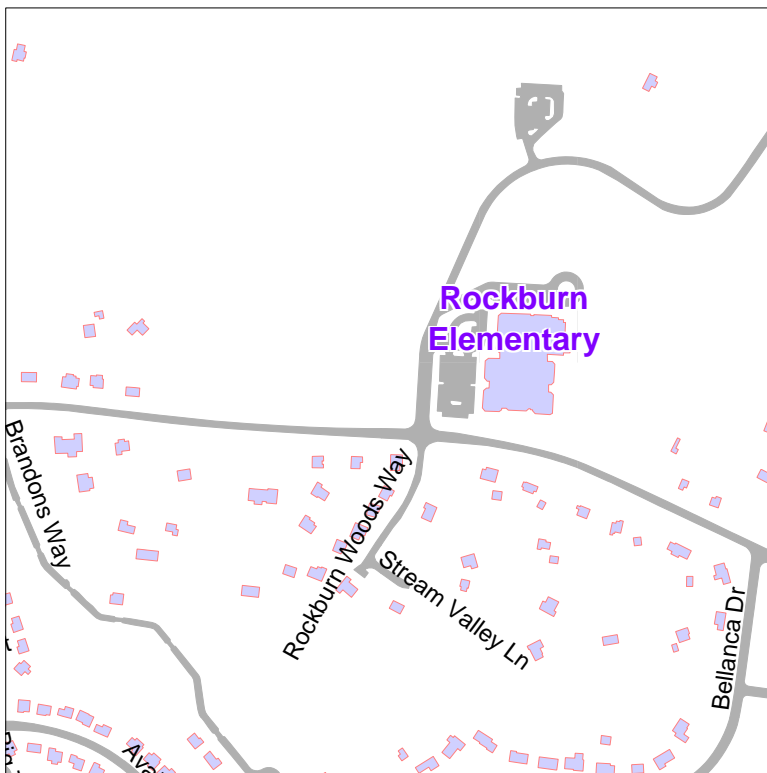 Rockburn
Elementary
Brandons Way
Rockburn Woods Way
Stream Valley Ln
Bellanca Dr